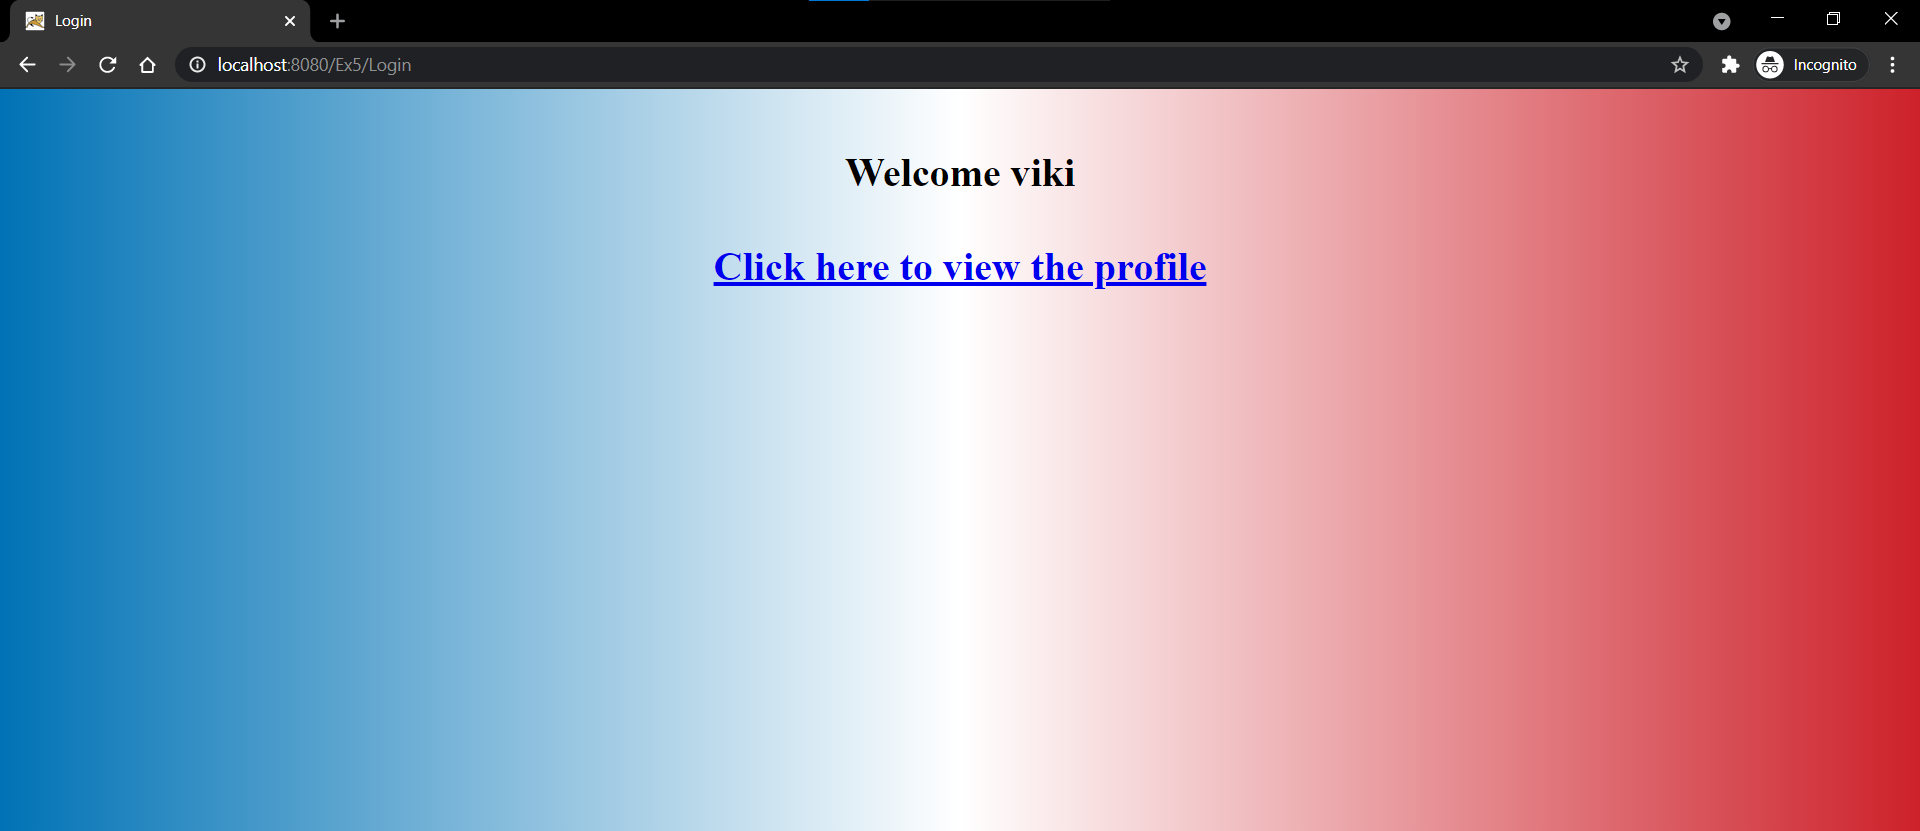 Login
localhost:8080/Ex5/Login
Incognito
Welcome viki
Click here to view the profile